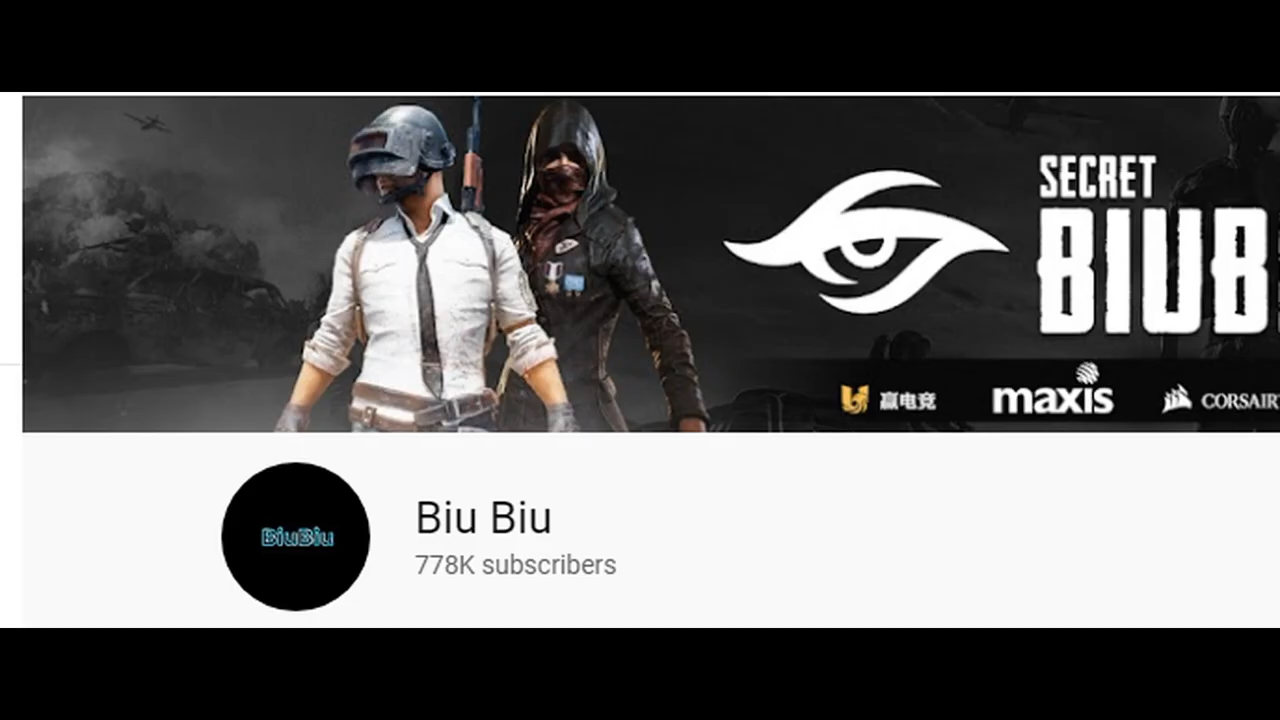 SECRET
BIUB
赢电竞 maxis CORSAIR
BiuBiu
Biu Biu
778K subscribers